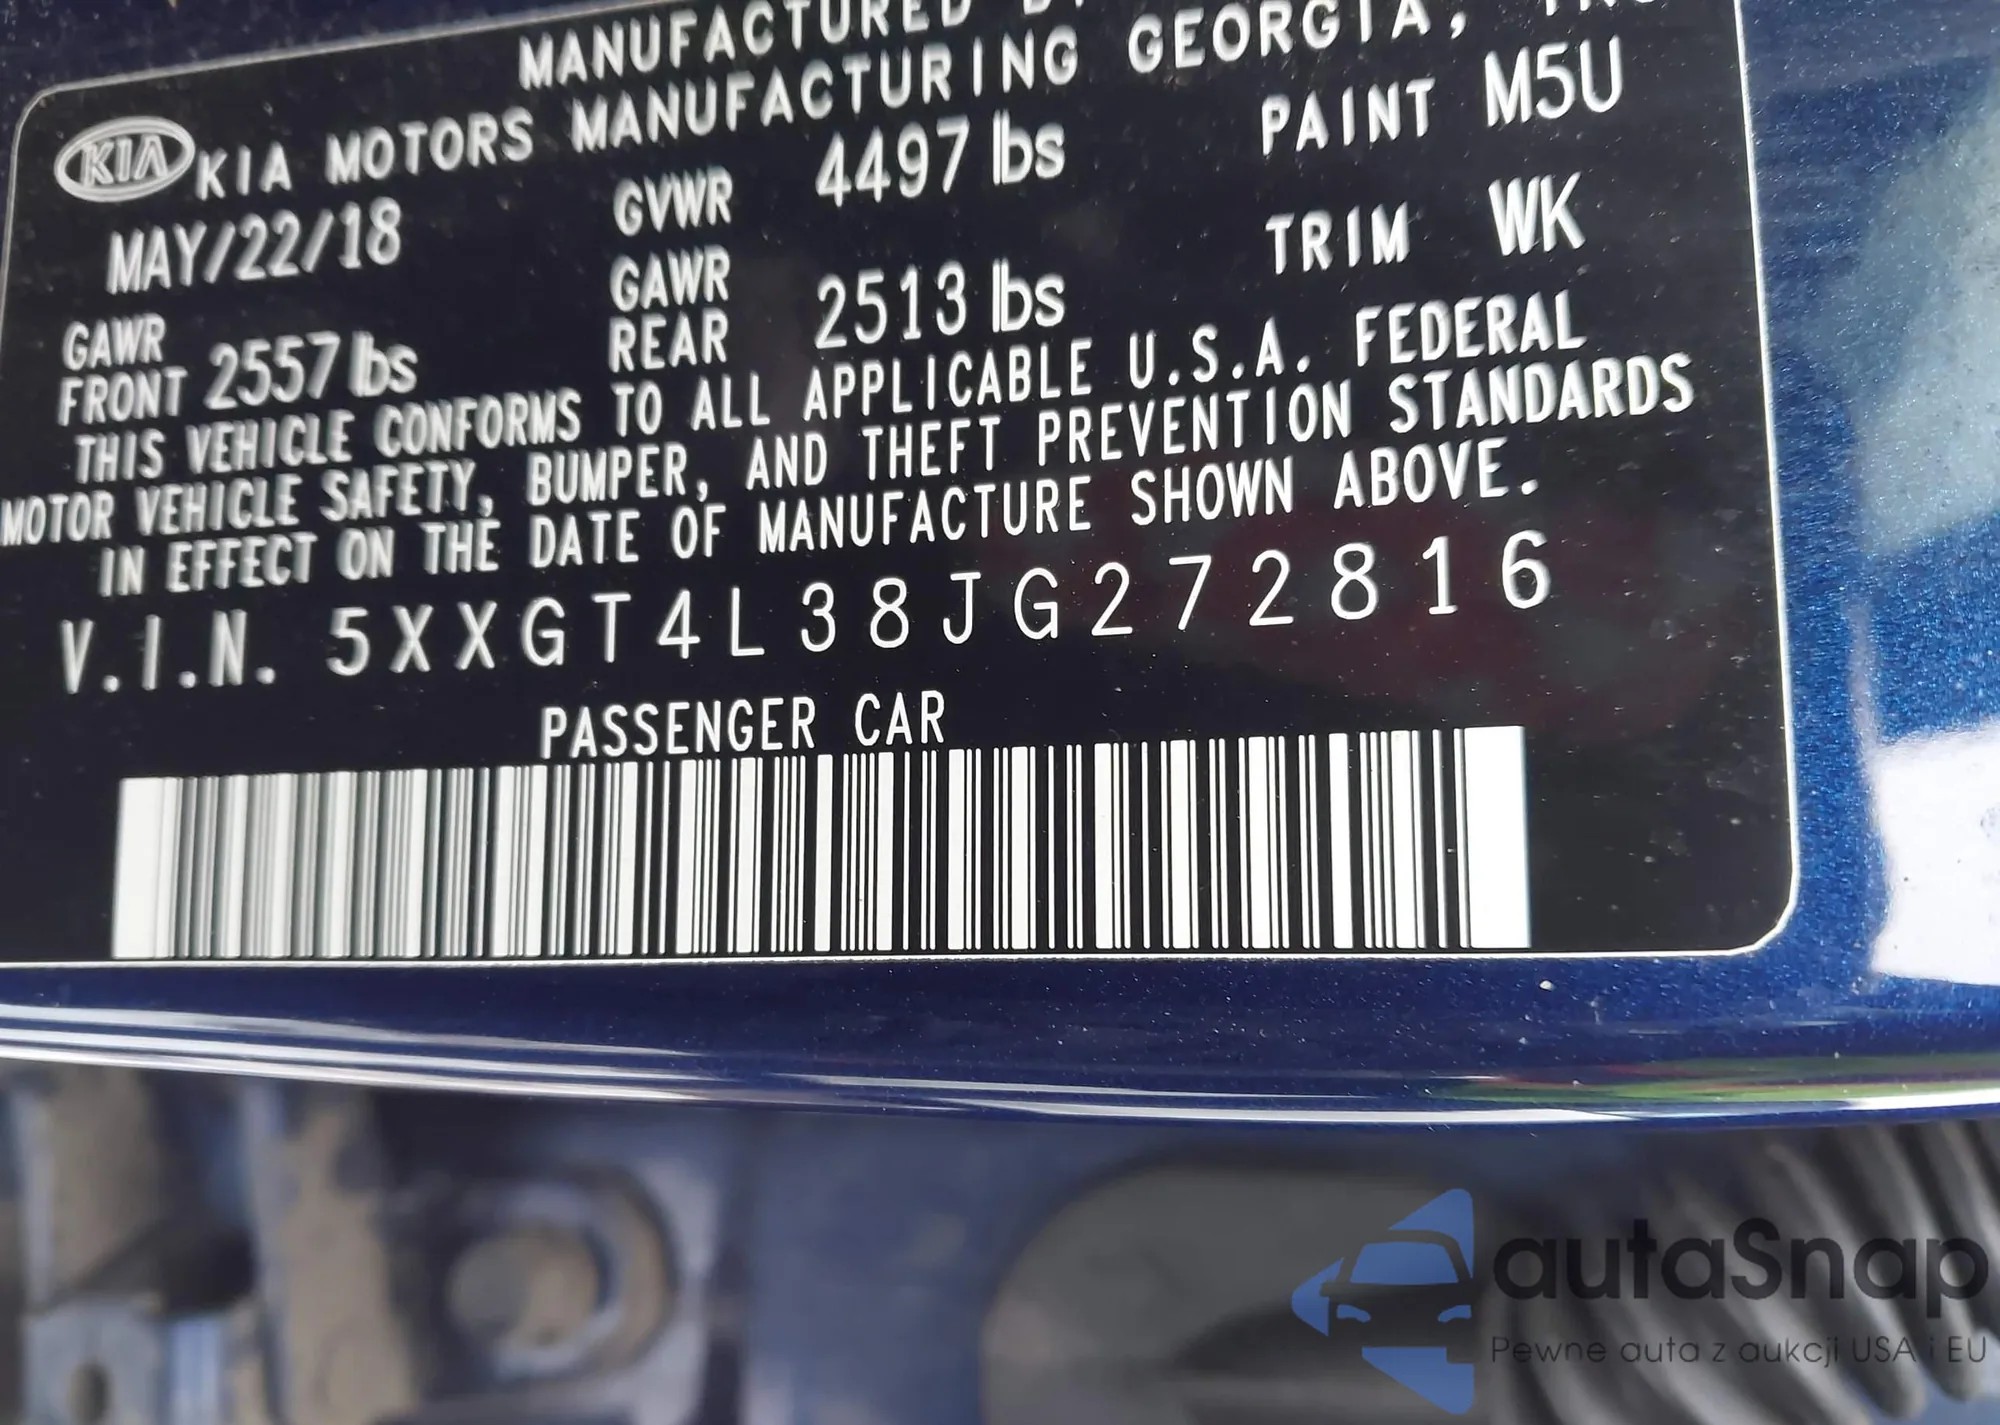 MANUFACTURED
KIA KIA MOTORS MANUFACTURING GEORGIA,
MAY/22/18 GVWR 4497 lbs PAINT M5U
GAWR FRONT 2557 lbs GAWR REAR 2513 lbs TRIM WK
THIS VEHICLE CONFORMS TO ALL APPLICABLE U.S.A. FEDERAL
MOTOR VEHICLE SAFETY, BUMPER, AND THEFT PREVENTION STANDARDS
IN EFFECT ON THE DATE OF MANUFACTURE SHOWN ABOVE.
V.I.N. 5XXGT4L38JG272816
PASSENGER CAR
autaSnap
Pewne auta z aukcji USA i EU